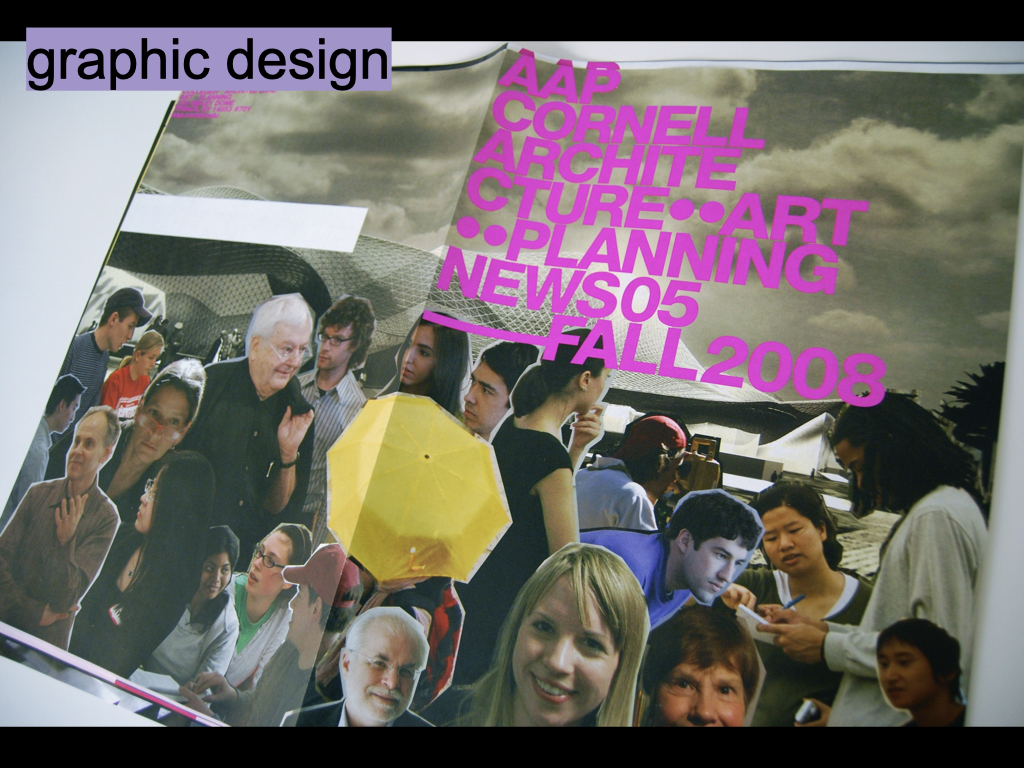 graphic design
AAP
CORNELL
ARCHITE
CTURE••ART
••PLANNING
NEWS05
FALL2008